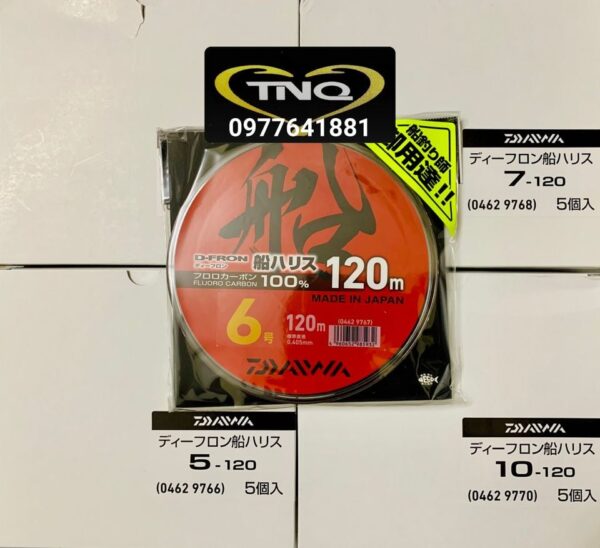 TNQ
0977641881
船釣り師
御用達!!
船
D-FRON
ディーフロン
船ハリス
120m
フロロカーボン
FLUORO CARBON
100%
MADE IN JAPAN
6号
120m
(0462 9767)
標準直径
0.405mm
DAIWA
DAIWA
ディーフロン船ハリス
7-120
(0462 9768) 5個入
DAIWA
ディーフロン船ハリス
5-120
(0462 9766) 5個入
DAIWA
ディーフロン船ハリス
10-120
(0462 9770) 5個入